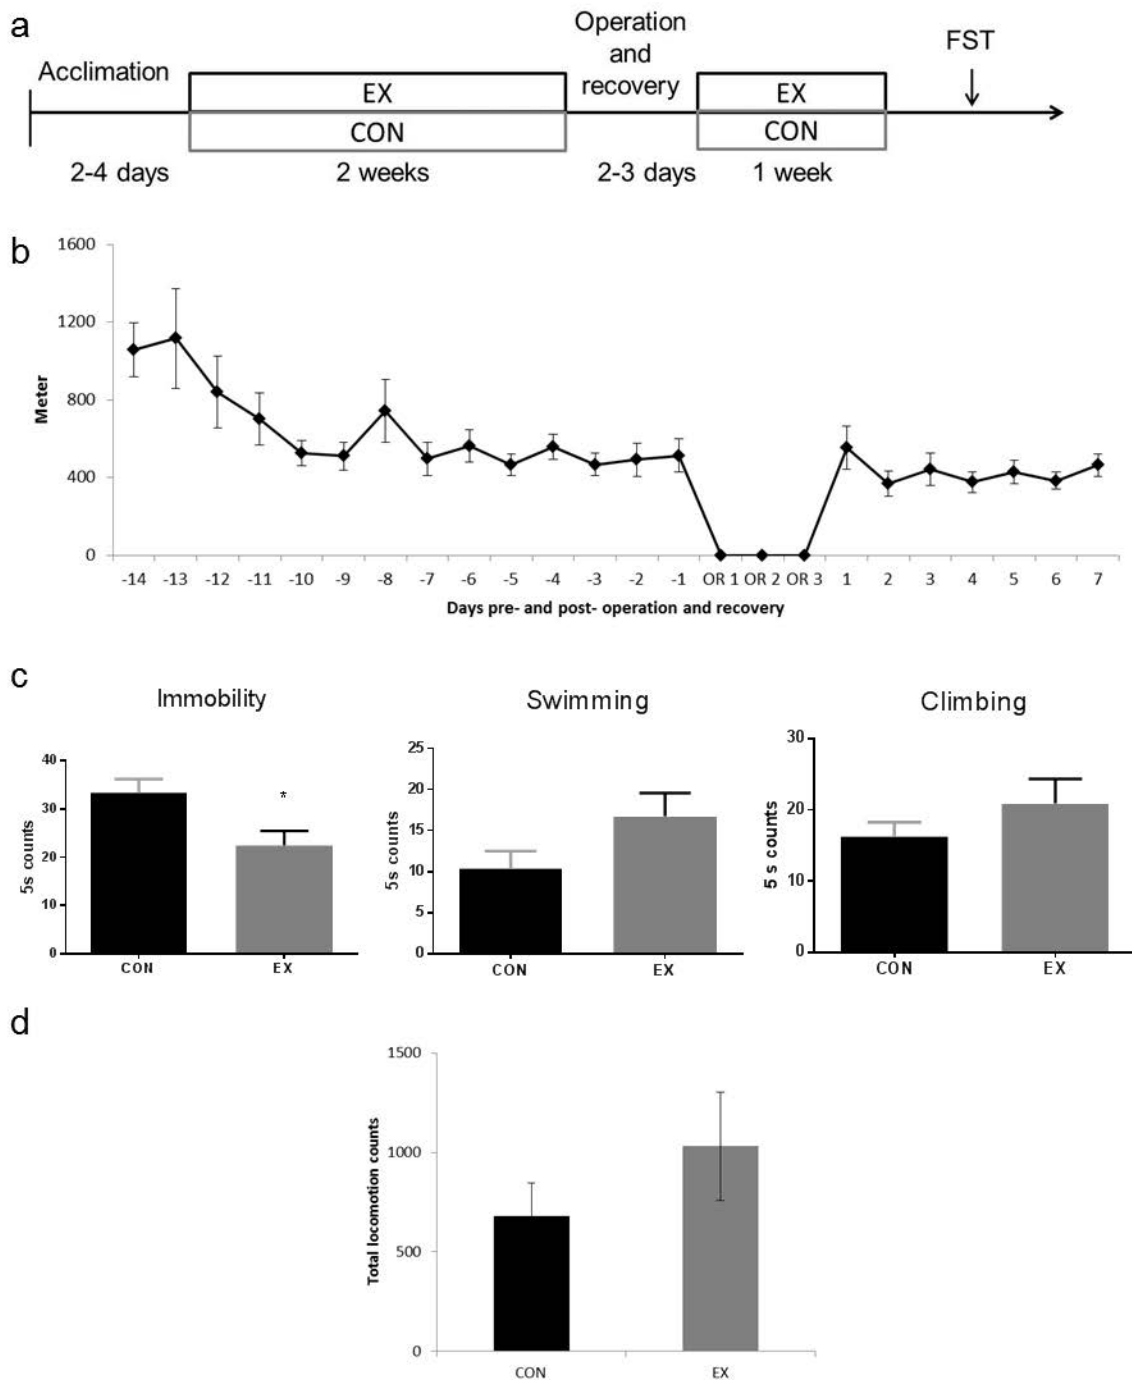 a
Acclimation
Operation
and
recovery
FST
EX
CON
EX
CON
2-4 days
2 weeks
2-3 days
1 week
b
1600
1200
800
400
0
Meter
-14 -13 -12 -11 -10 -9 -8 -7 -6 -5 -4 -3 -2 -1 OR 1 OR 2 OR 3 1 2 3 4 5 6 7
Days pre- and post- operation and recovery
c
Immobility
40
30
20
10
0
5s counts
*
CON EX
Swimming
25
20
15
10
5
0
5s counts
CON EX
Climbing
30
20
10
0
5 s counts
CON EX
d
1500
1000
500
0
Total locomotion counts
CON EX